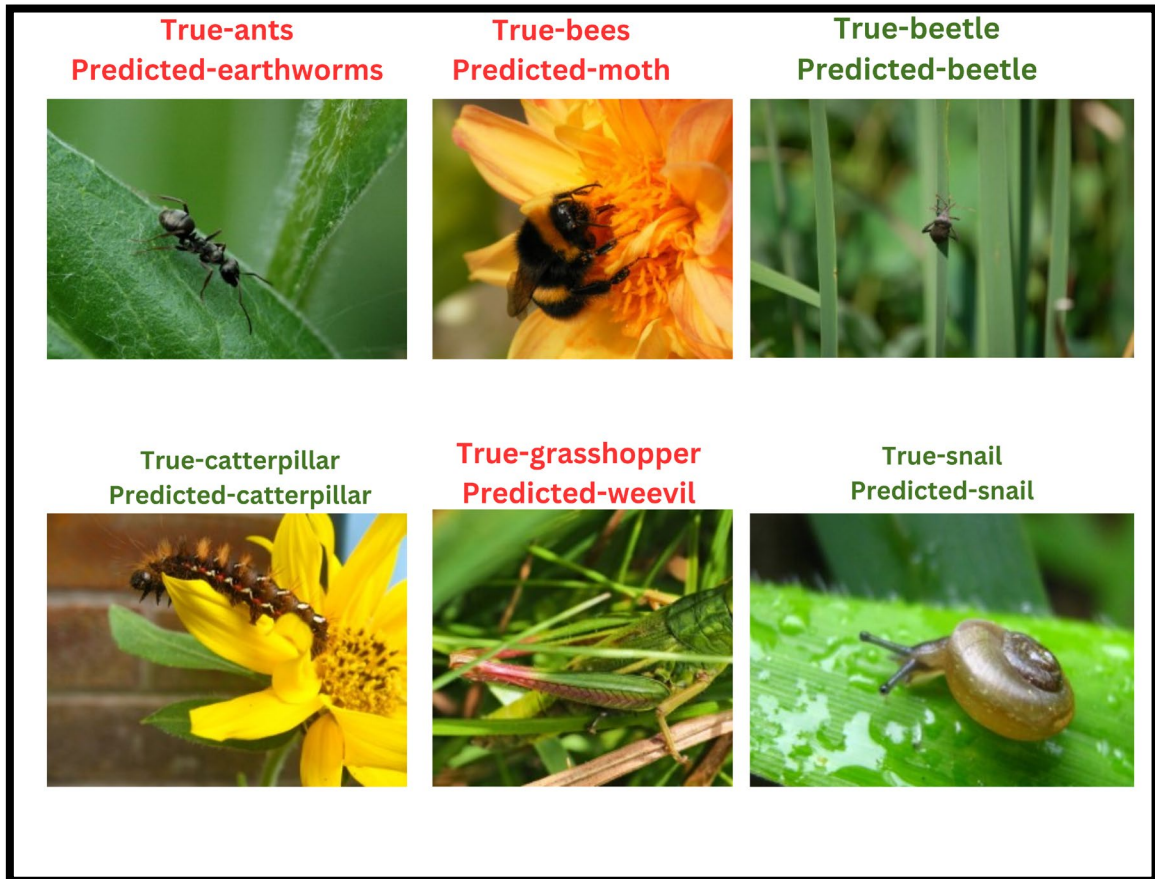 True-ants
Predicted-earthworms
True-bees
Predicted-moth
True-beetle
Predicted-beetle
True-catterpillar
Predicted-catterpillar
True-grasshopper
Predicted-weevil
True-snail
Predicted-snail